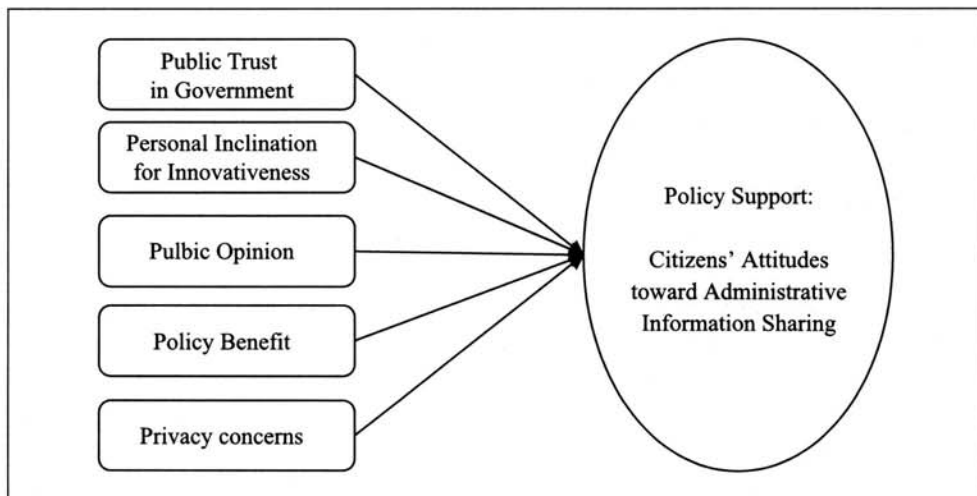 Public Trust
in Government
Personal Inclination
for Innovativeness
Pulbic Opinion
Policy Benefit
Privacy concerns
Policy Support:
Citizens' Attitudes
toward Administrative
Information Sharing